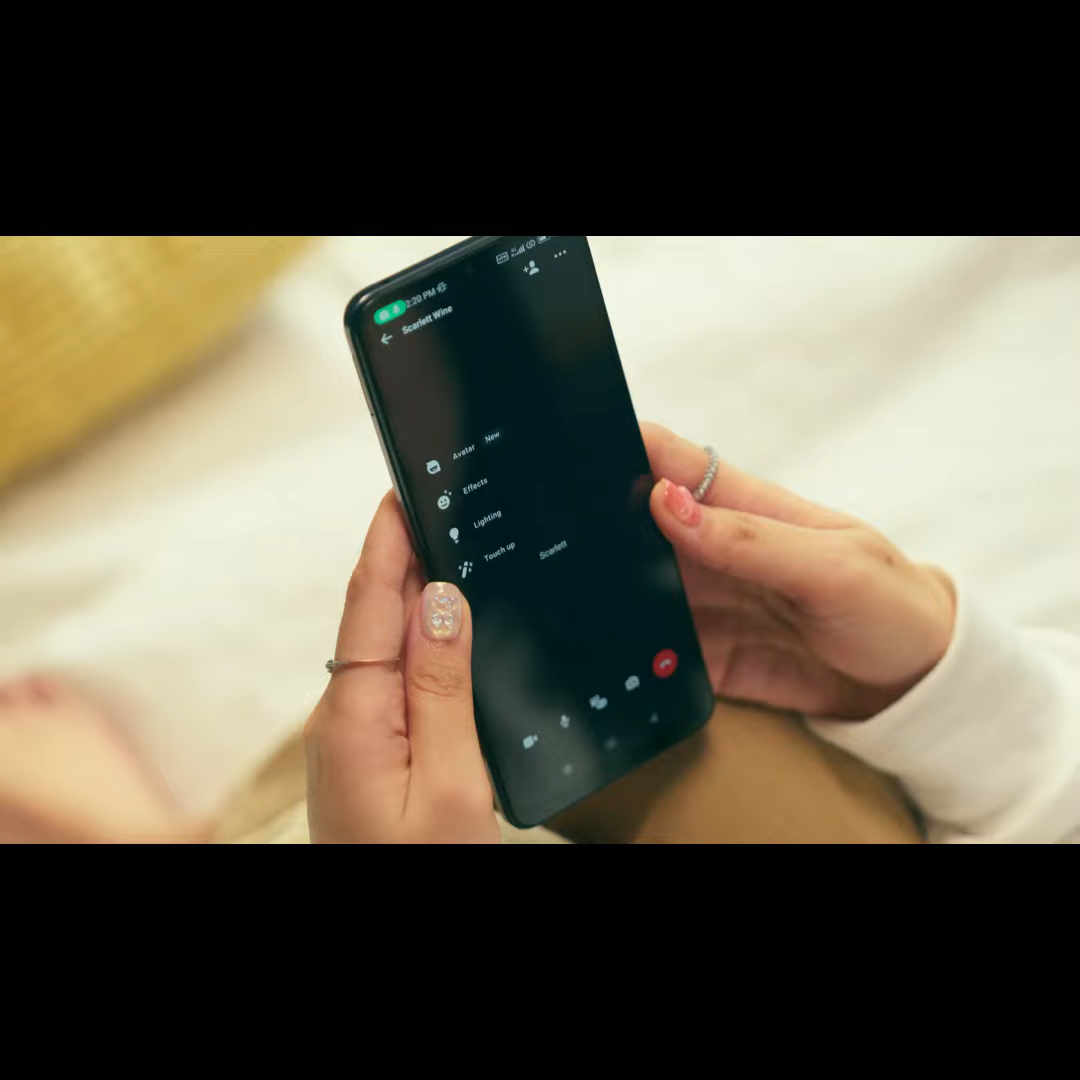 2:20 PM
Scarlett Wine
Avatar New
Effects
Lighting
Touch up
Scarlett